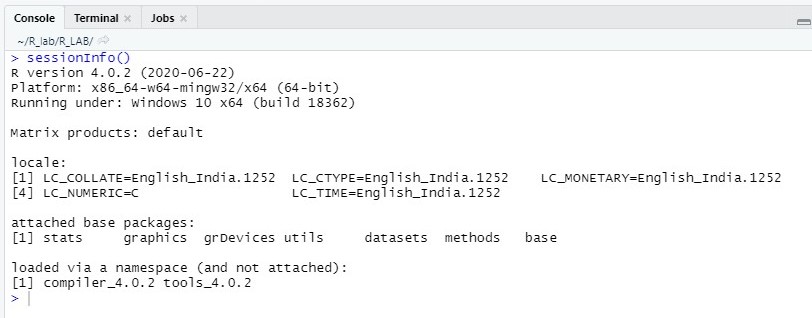 Console Terminal Jobs
~/R_lab/R_LAB/
> sessionInfo()
R version 4.0.2 (2020-06-22)
Platform: x86_64-w64-mingw32/x64 (64-bit)
Running under: Windows 10 x64 (build 18362)
Matrix products: default
locale:
[1] LC_COLLATE=English_India.1252  LC_CTYPE=English_India.1252    LC_MONETARY=English_India.1252
[4] LC_NUMERIC=C                   LC_TIME=English_India.1252
attached base packages:
[1] stats     graphics  grDevices utils     datasets  methods   base
loaded via a namespace (and not attached):
[1] compiler_4.0.2 tools_4.0.2
>